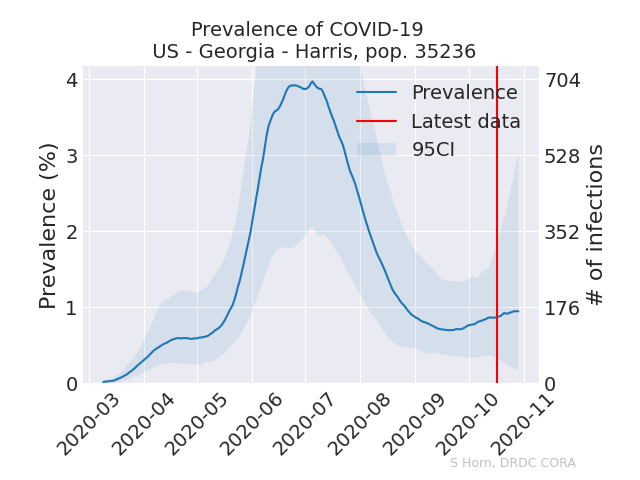 Prevalence of COVID-19
US - Georgia - Harris, pop. 35236
Prevalence
Latest data
95CI
Prevalence (%)
4
3
2
1
0
704
528
352
176
0
# of infections
2020-03
2020-04
2020-05
2020-06
2020-07
2020-08
2020-09
2020-10
2020-11
S Horn, DRDC CORA